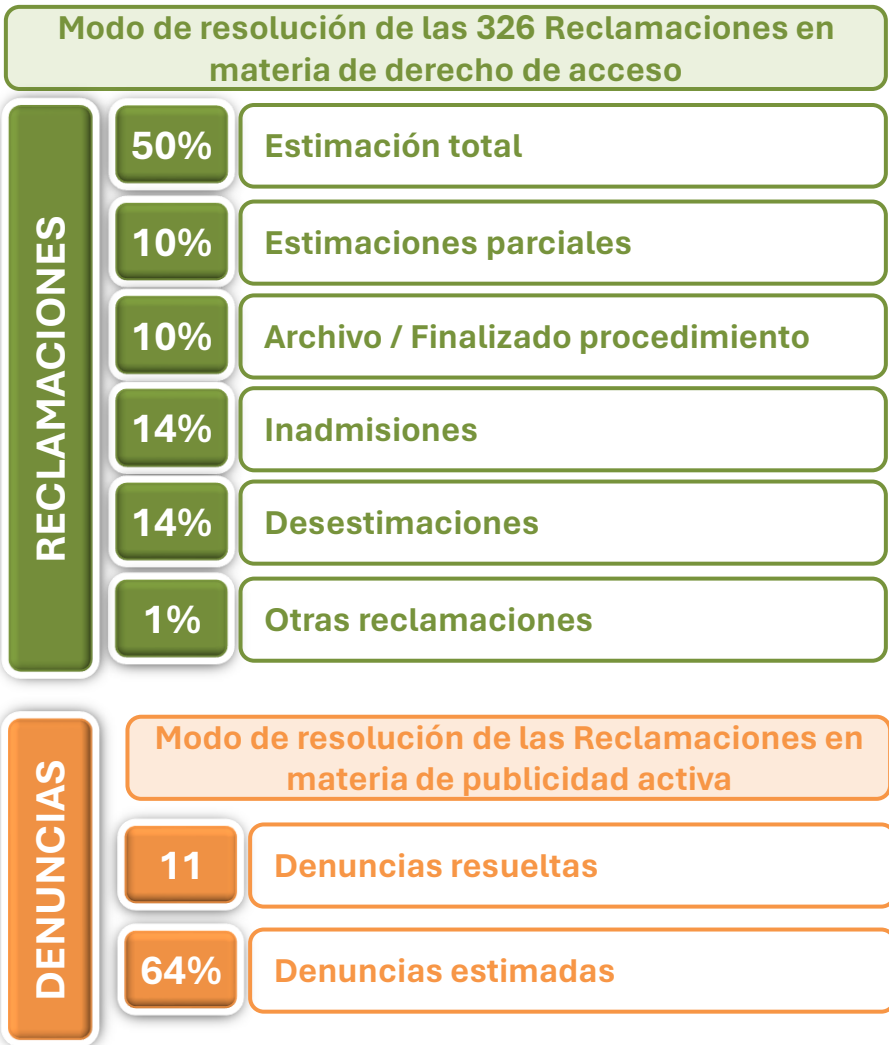 Modo de resolución de las 326 Reclamaciones en
materia de derecho de acceso
RECLAMACIONES
50% Estimación total
10% Estimaciones parciales
10% Archivo / Finalizado procedimiento
14% Inadmisiones
14% Desestimaciones
1% Otras reclamaciones
DENUNCIAS
Modo de resolución de las Reclamaciones en
materia de publicidad activa
11 Denuncias resueltas
64% Denuncias estimadas